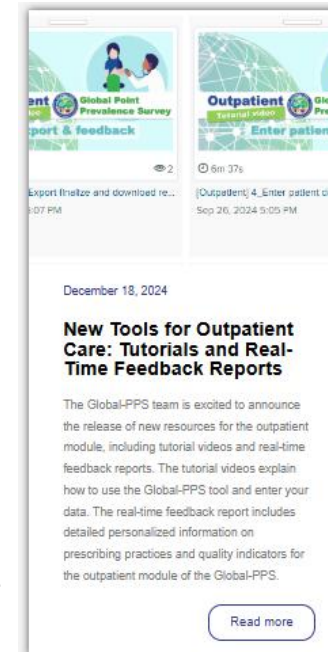 ent Global Point
Prevalence Survey
port & feedback
2
Export finalize and download re...
:07 PM
Outpatient Glo
Tutorial video Pre
Enter patien
6m 37s
[Outpatient] 4_Enter patient d
Sep 26, 2024 5:05 PM
December 18, 2024
New Tools for Outpatient
Care: Tutorials and Real-
Time Feedback Reports
The Global-PPS team is excited to announce
the release of new resources for the outpatient
module, including tutorial videos and real-time
feedback reports. The tutorial videos explain
how to use the Global-PPS tool and enter your
data. The real-time feedback report includes
detailed personalized information on
prescribing practices and quality indicators for
the outpatient module of the Global-PPS.
Read more